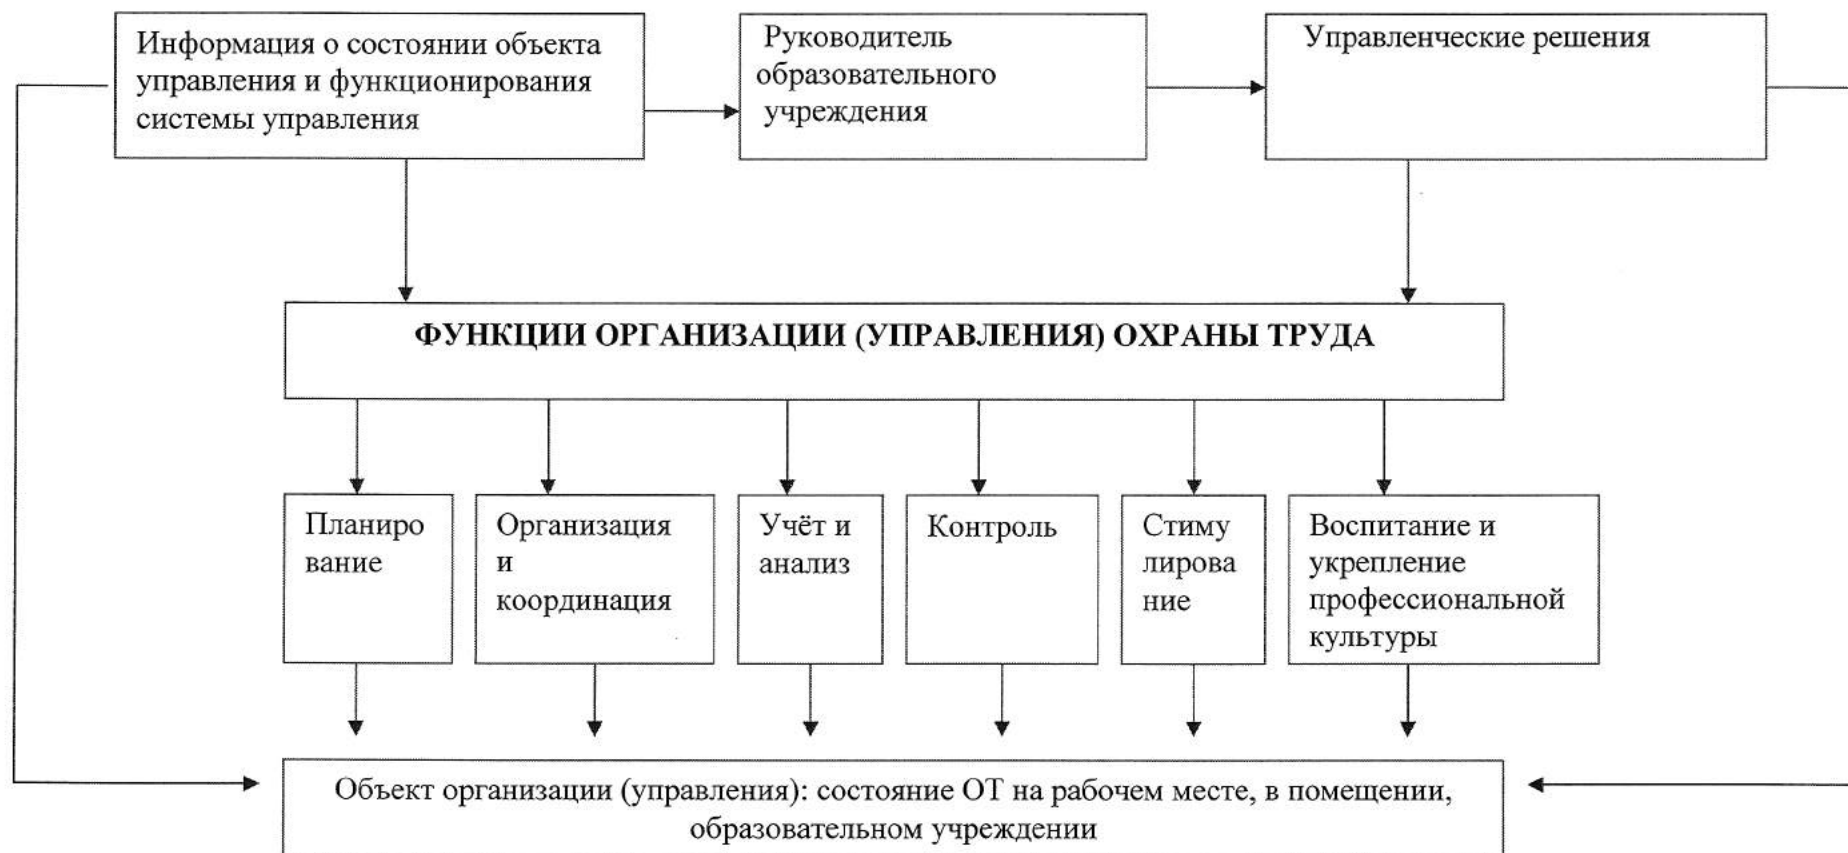 Информация о состоянии объекта
управления и функционирования
системы управления
Руководитель
образовательного
учреждения
Управленческие решения
ФУНКЦИИ ОРГАНИЗАЦИИ (УПРАВЛЕНИЯ) ОХРАНЫ ТРУДА
Планиро
вание
Организация
и
координация
Учёт и
анализ
Контроль
Стиму
лирова
ние
Воспитание и
укрепление
профессиональной
культуры
Объект организации (управления): состояние ОТ на рабочем месте, в помещении,
образовательном учреждении